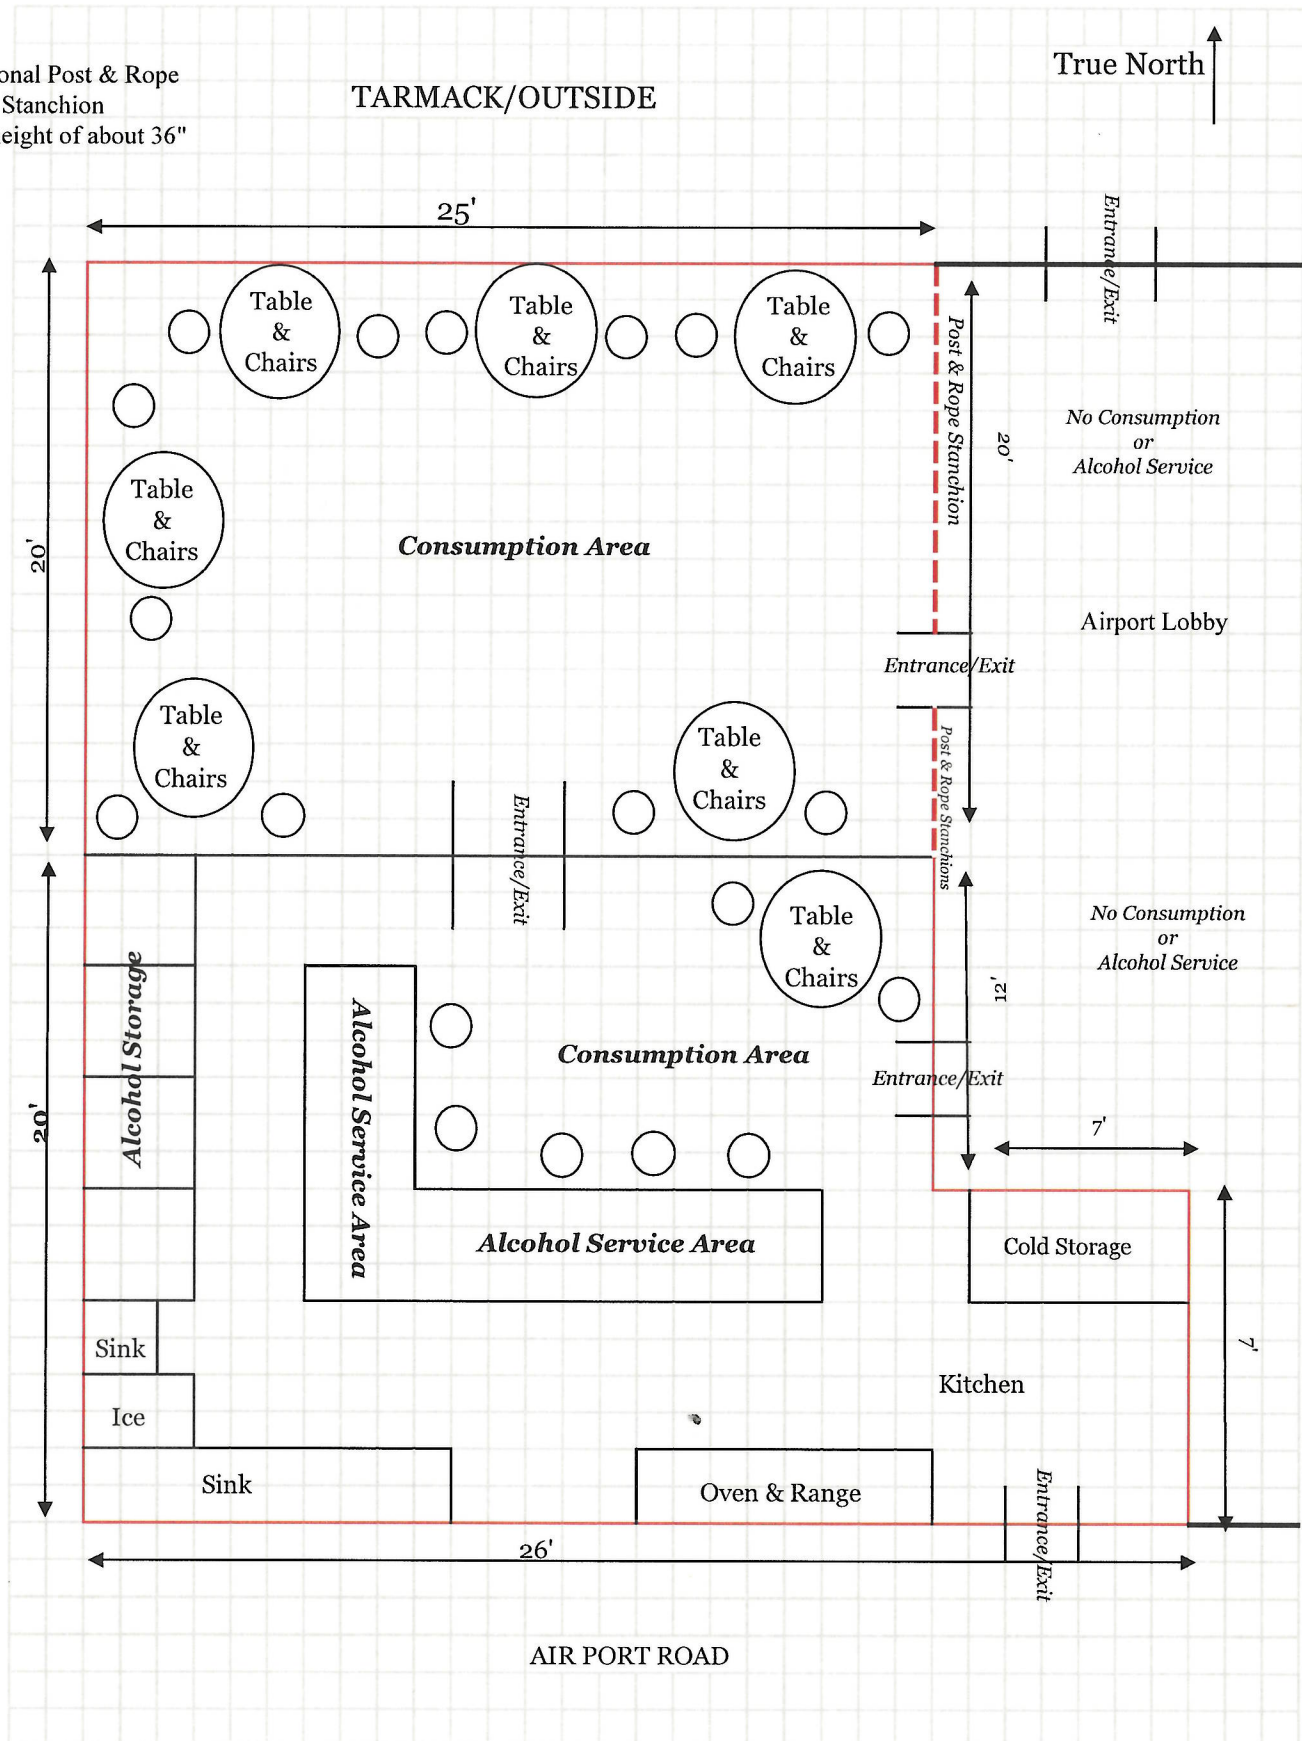 onal Post & Rope
Stanchion
eight of about 36"
TARMACK/OUTSIDE
True North
25'
Entrance/Exit
Table
&
Chairs
Table
&
Chairs
Table
&
Chairs
Post & Rope Stanchion
20'
No Consumption
or
Alcohol Service
Table
&
Chairs
20'
Consumption Area
Airport Lobby
Entrance/Exit
Table
&
Chairs
Table
&
Chairs
Post & Rope Stanchions
Entrance/Exit
Table
&
Chairs
No Consumption
or
Alcohol Service
12'
Alcohol Storage
Alcohol Service Area
Consumption Area
Entrance/Exit
20'
7'
Alcohol Service Area
Cold Storage
Sink
7'
Kitchen
Ice
Sink
Oven & Range
Entrance/Exit
26'
AIR PORT ROAD